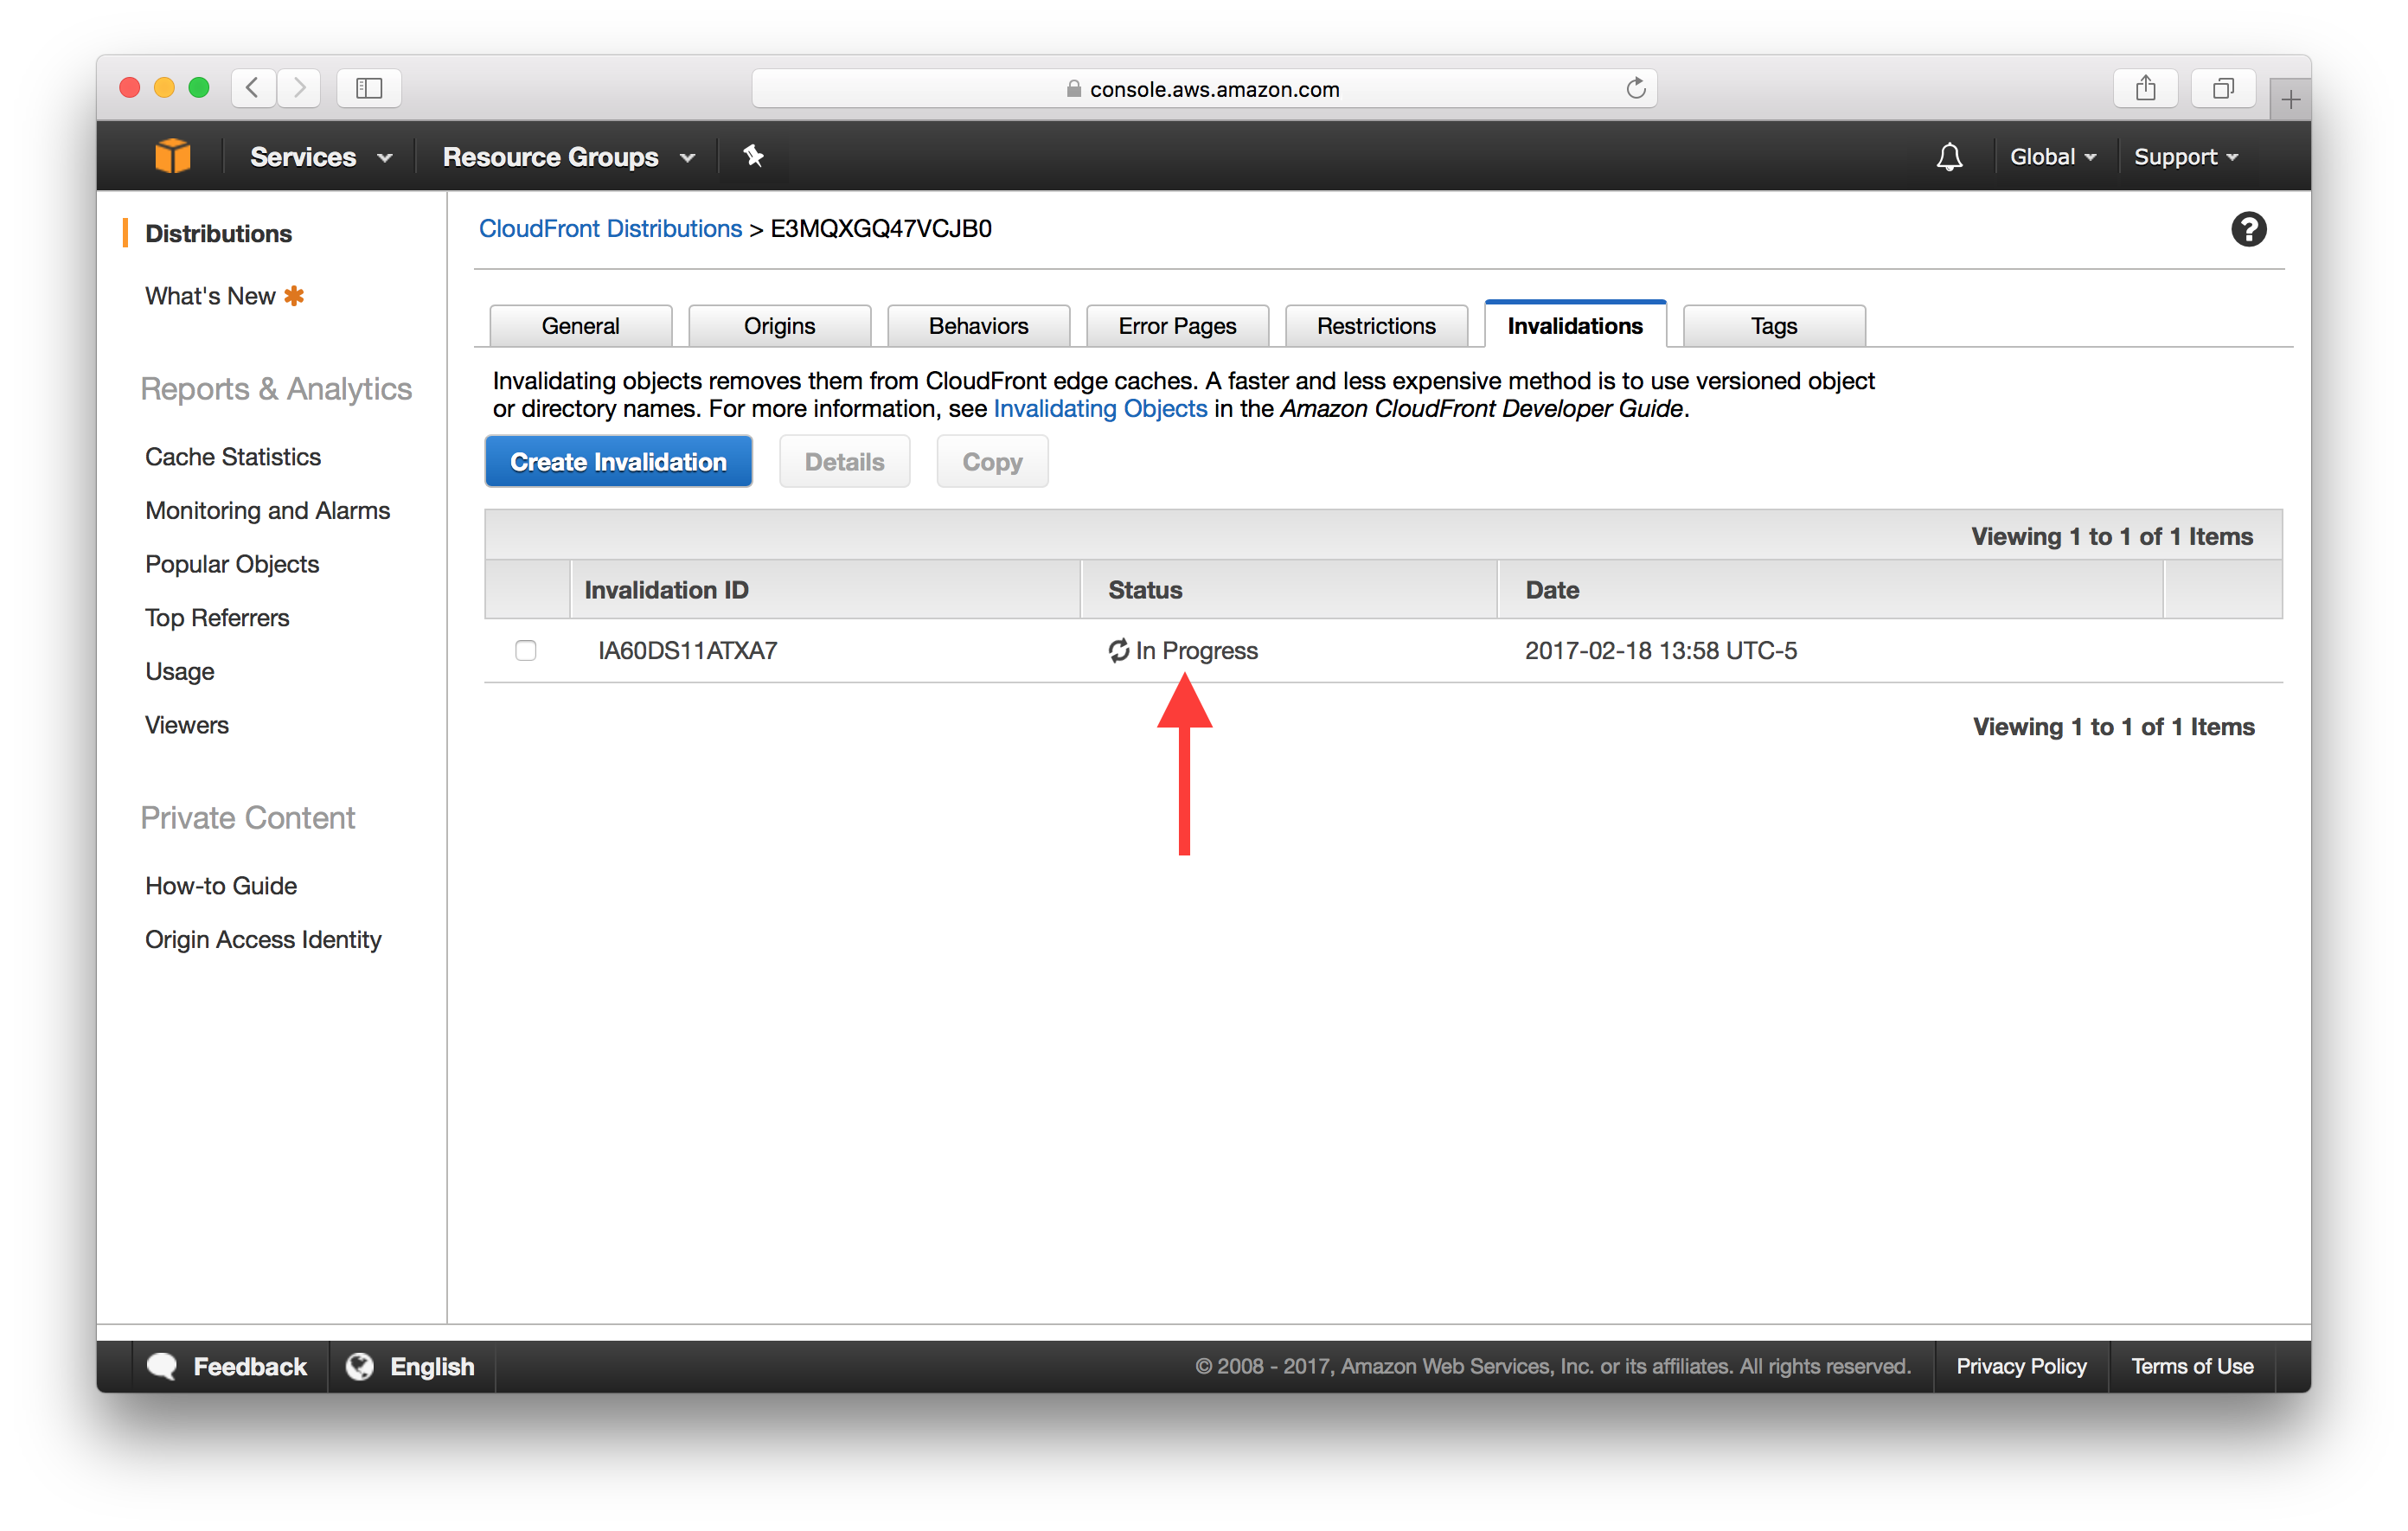 console.aws.amazon.com
Services Resource Groups Global Support
Distributions
What's New
Reports & Analytics
Cache Statistics
Monitoring and Alarms
Popular Objects
Top Referrers
Usage
Viewers
Private Content
How-to Guide
Origin Access Identity
CloudFront Distributions > E3MQXGQ47VCJB0
General Origins Behaviors Error Pages Restrictions Invalidations Tags
Invalidating objects removes them from CloudFront edge caches. A faster and less expensive method is to use versioned object
or directory names. For more information, see Invalidating Objects in the Amazon CloudFront Developer Guide.
Create Invalidation Details Copy
Viewing 1 to 1 of 1 Items
Invalidation ID Status Date
IA60DS11ATXA7 In Progress 2017-02-18 13:58 UTC-5
Viewing 1 to 1 of 1 Items
Feedback English © 2008 - 2017, Amazon Web Services, Inc. or its affiliates. All rights reserved. Privacy Policy Terms of Use